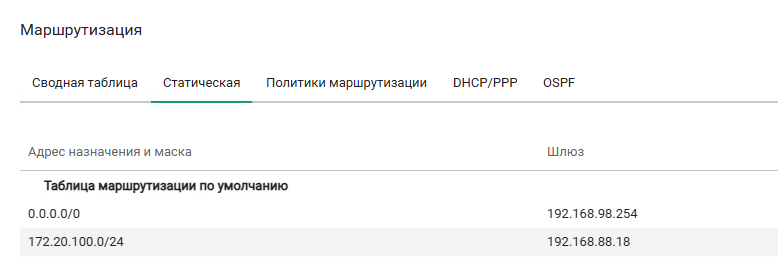 Маршрутизация
Сводная таблица Статическая Политики маршрутизации DHCP/PPP OSPF
Адрес назначения и маска Шлюз
Таблица маршрутизации по умолчанию
0.0.0.0/0 192.168.98.254
172.20.100.0/24 192.168.88.18